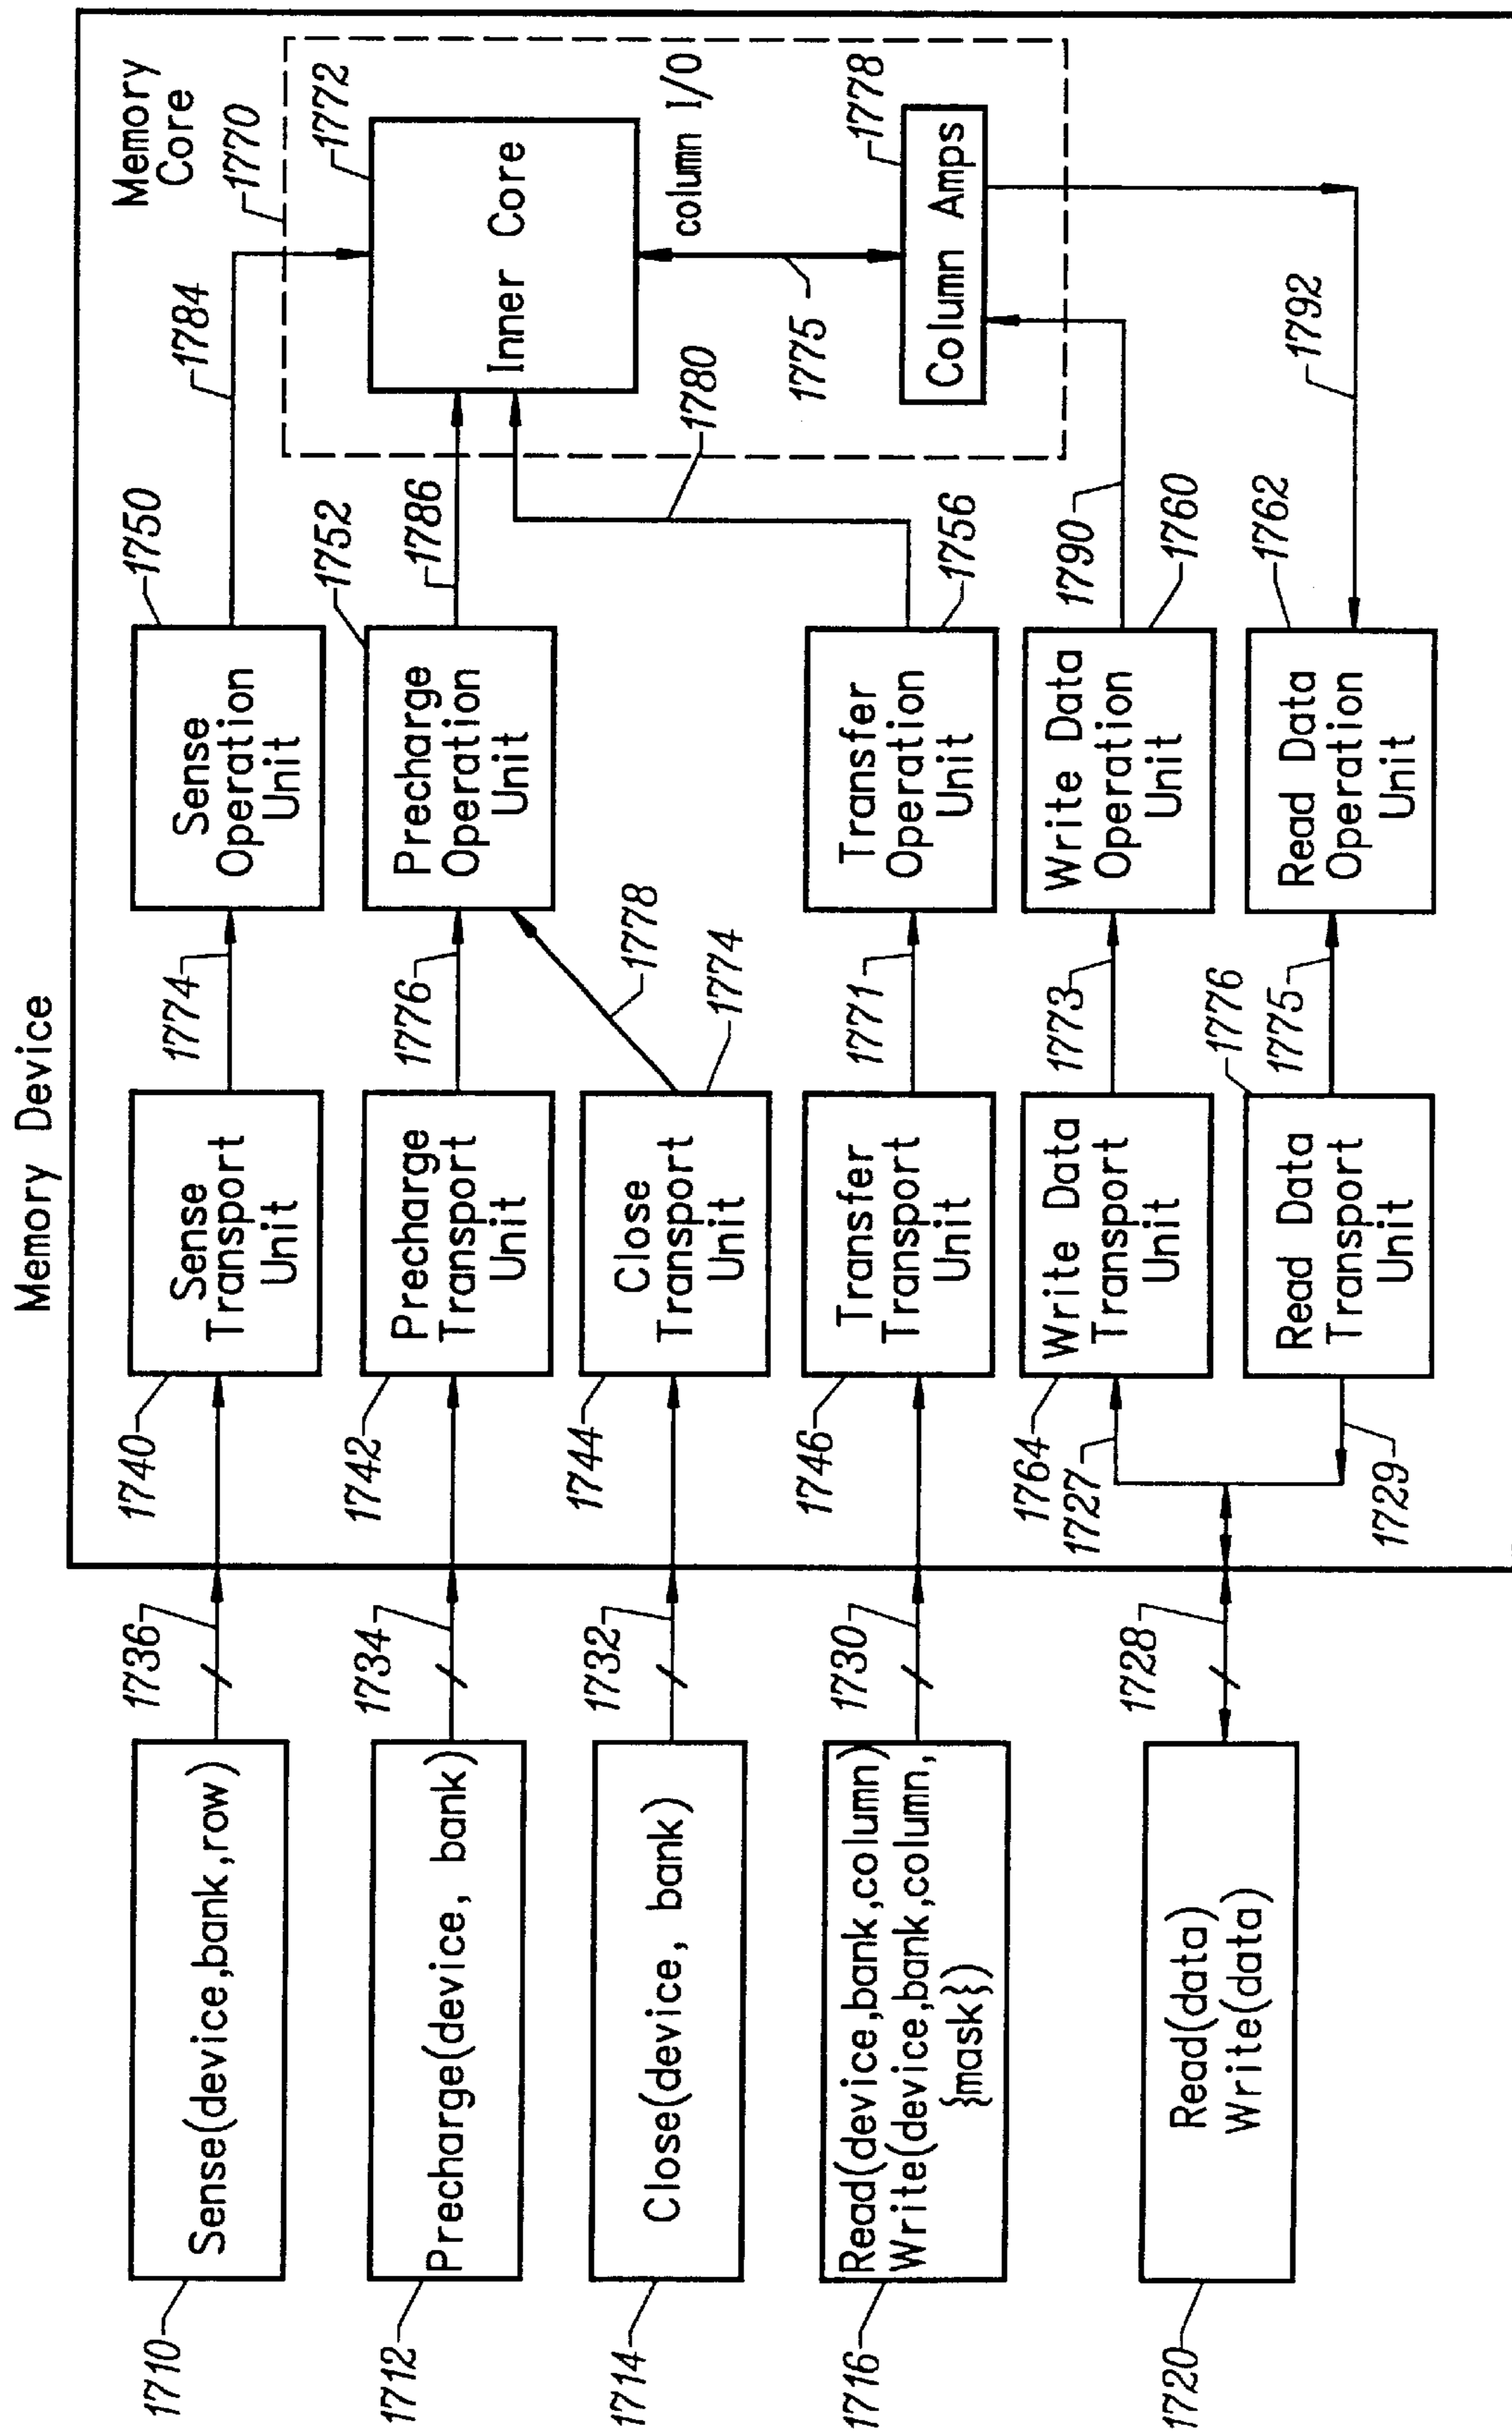 Memory Device
1710
Sense(device,bank,row)
1736
1740
Sense
Transport
Unit
1774
Sense
Operation
Unit
1750
1784
Memory
Core
1770
1712
Precharge(device, bank)
1734
1742
Precharge
Transport
Unit
1776
Precharge
Operation
Unit
1752
1786
Inner Core
1772
1714
Close(device, bank)
1732
1744
Close
Transport
Unit
1774
1778
1780
1775
column I/O
1716
Read(device,bank,column)
Write(device,bank,column,
{mask})
1730
1746
Transfer
Transport
Unit
1771
Transfer
Operation
Unit
1756
Column Amps
1778
1720
Read(data)
Write(data)
1728
1764
1727
Write Data
Transport
Unit
1773
Write Data
Operation
Unit
1790
1760
1729
Read Data
Transport
Unit
1776
1775
Read Data
Operation
Unit
1762
1792